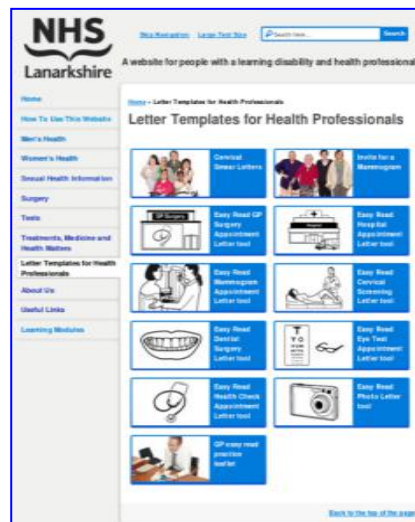 NHS
Lanarkshire
Skip Navigation
Large Text Size
Search here...
Search
A website for people with a learning disability and health professional
Home
How To Use This Website
Men's Health
Women's Health
Sexual Health Information
Surgery
Tests
Treatments, Medicine and
Health Matters
Letter Templates for Health
Professionals
About Us
Useful Links
Learning Modules
Home » Letter Templates for Health Professionals
Letter Templates for Health Professionals
Cervical
Smear Letters
Invite for a
Mammogram
GP Surgery
Easy Read GP
Surgery
Appointment
Letter tool
Hospital
Easy Read
Hospital
Appointment
Letter tool
Easy Read
Mammogram
Appointment
Letter tool
Easy Read
Cervical
Screening
Letter tool
Easy Read
Dentist
Surgery
Letter tool
Easy Read
Eye Test
Appointment
Letter tool
Easy Read
Health Check
Appointment
Letter tool
Easy Read
Photo Letter
tool
GP easy read
practice
leaflet
Back to the top of the page